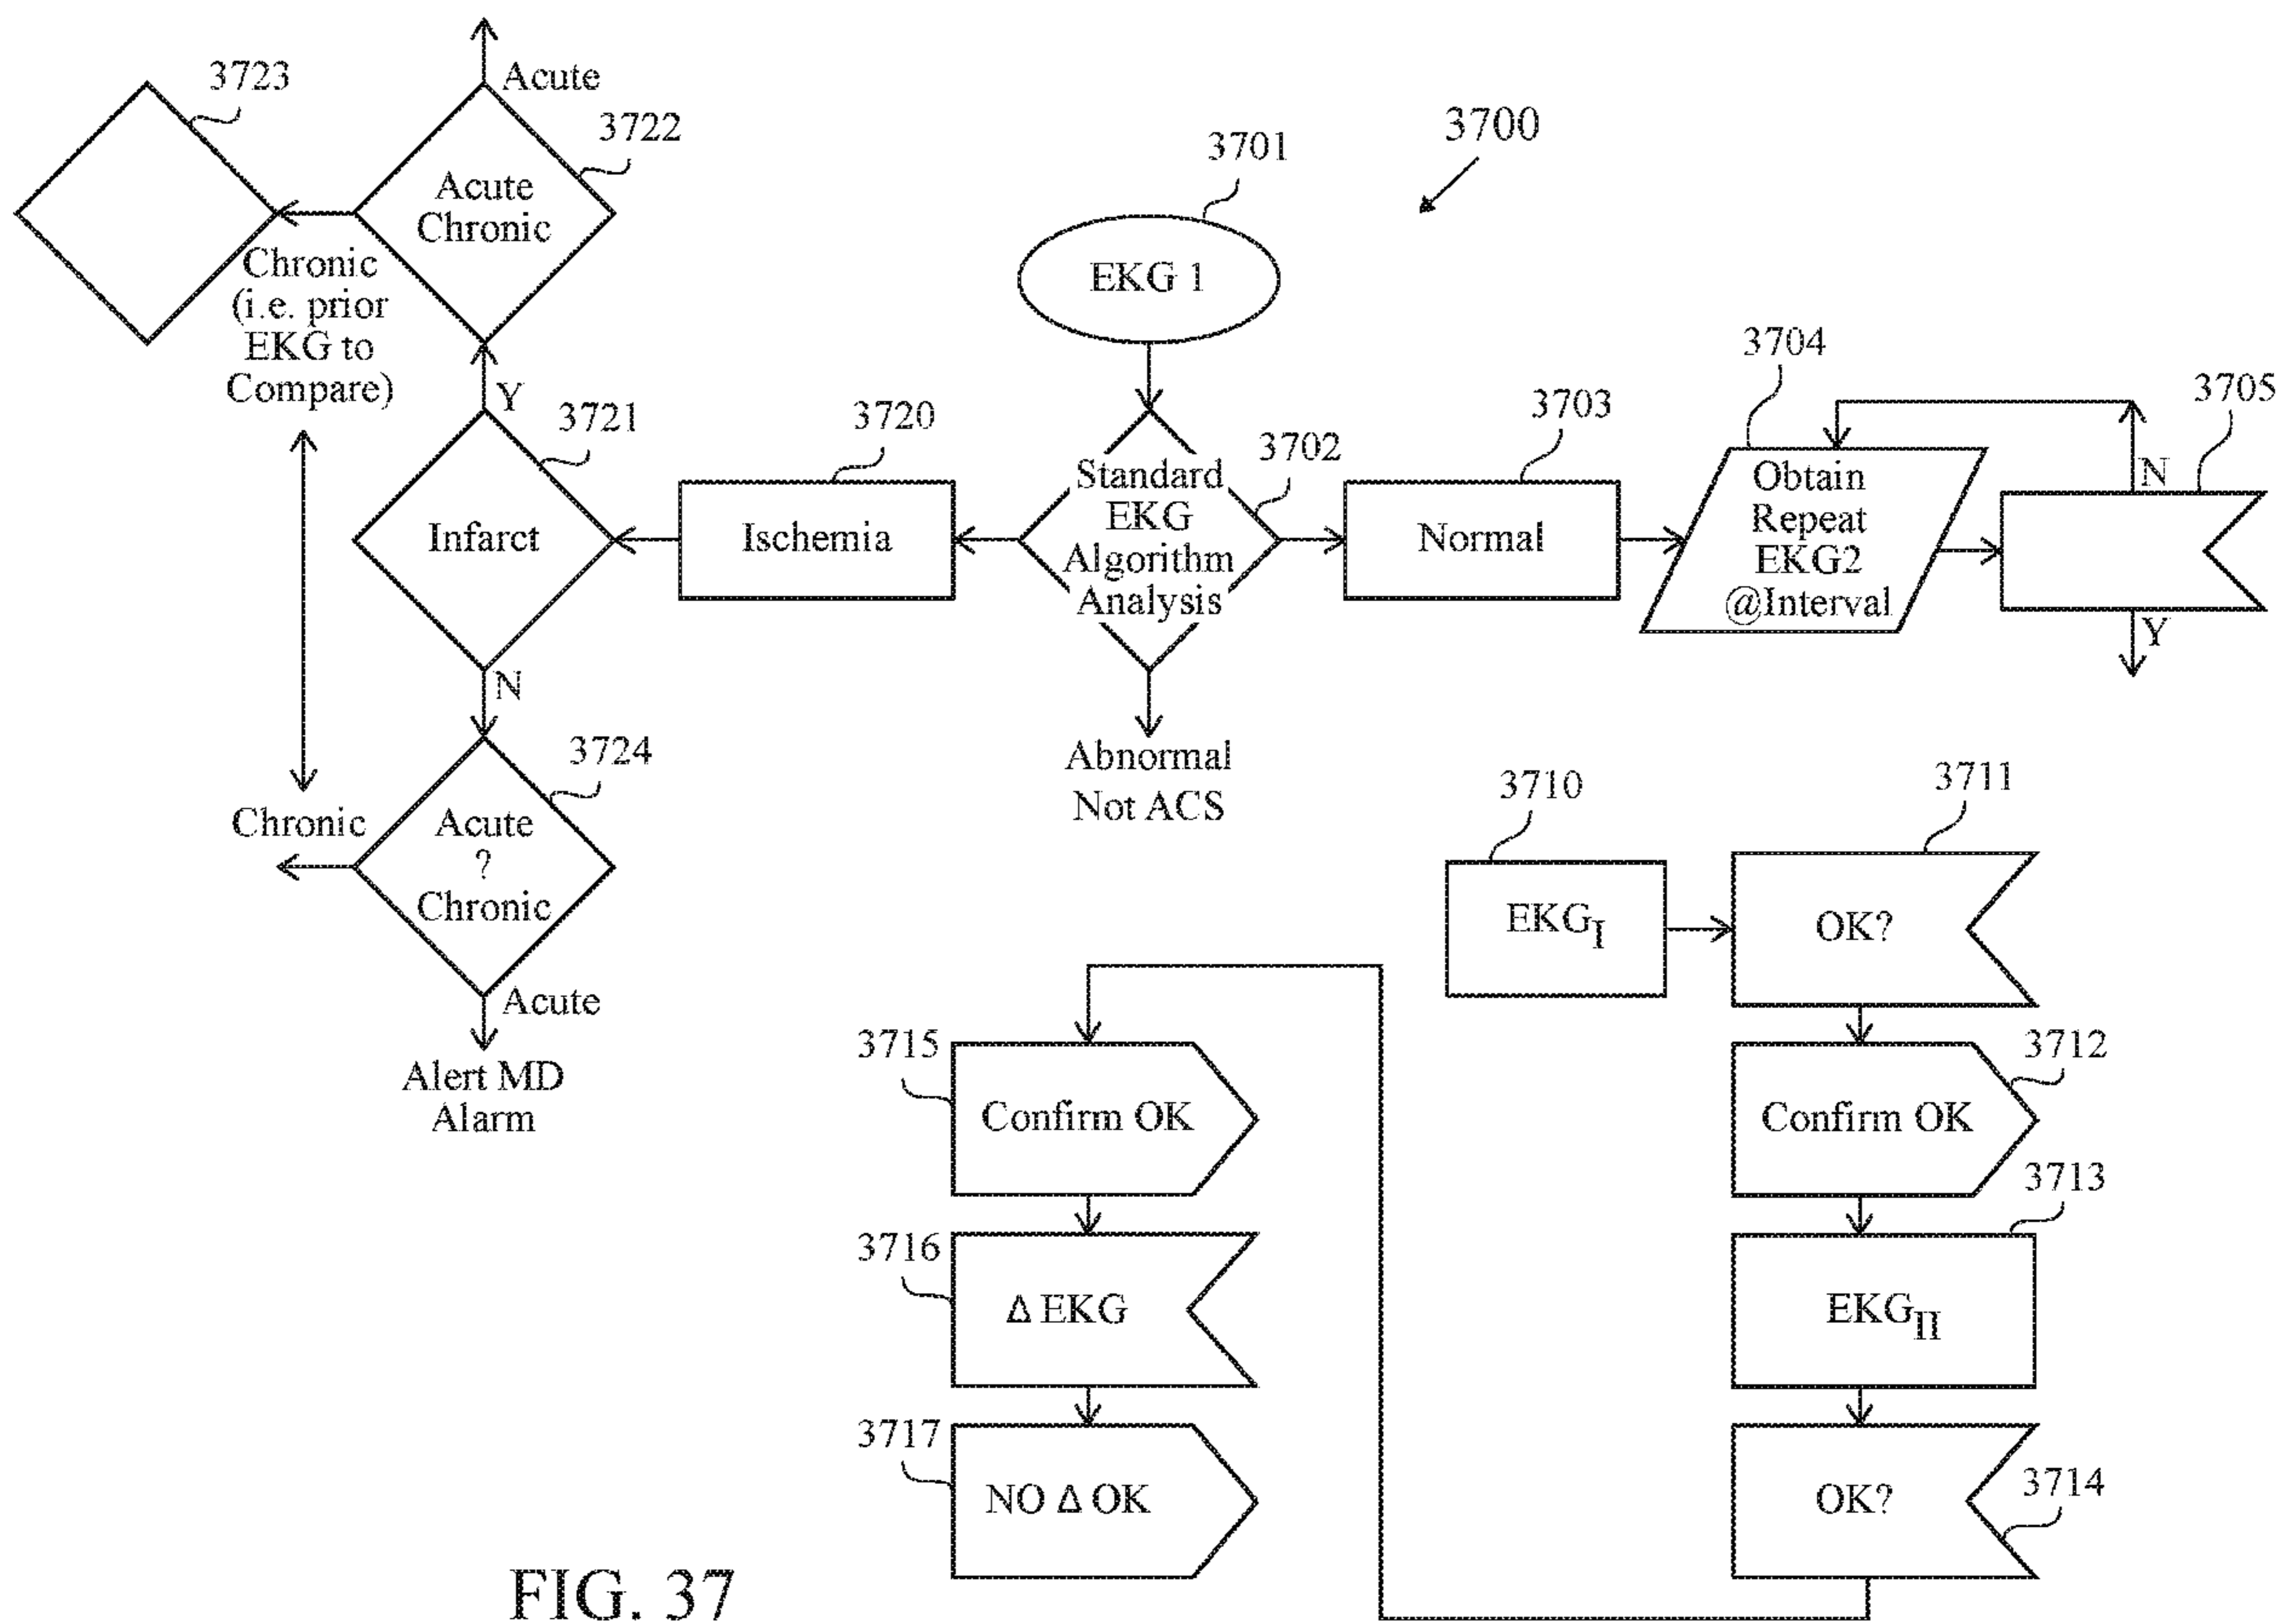 3700
3701
EKG 1
3702
Standard
EKG
Algorithm
Analysis
Abnormal
Not ACS
3703
Normal
3704
Obtain
Repeat
EKG2
@Interval
3705
N
Y
3720
Ischemia
3721
Infarct
Y
N
3722
Acute
Chronic
Acute
3723
Chronic
(i.e. prior
EKG to
Compare)
3724
Acute
?
Chronic
Chronic
Acute
Alert MD
Alarm
3710
EKGI
3711
OK?
3712
Confirm OK
3713
EKGII
3714
OK?
3715
Confirm OK
3716
Δ EKG
3717
NO Δ OK
FIG. 37